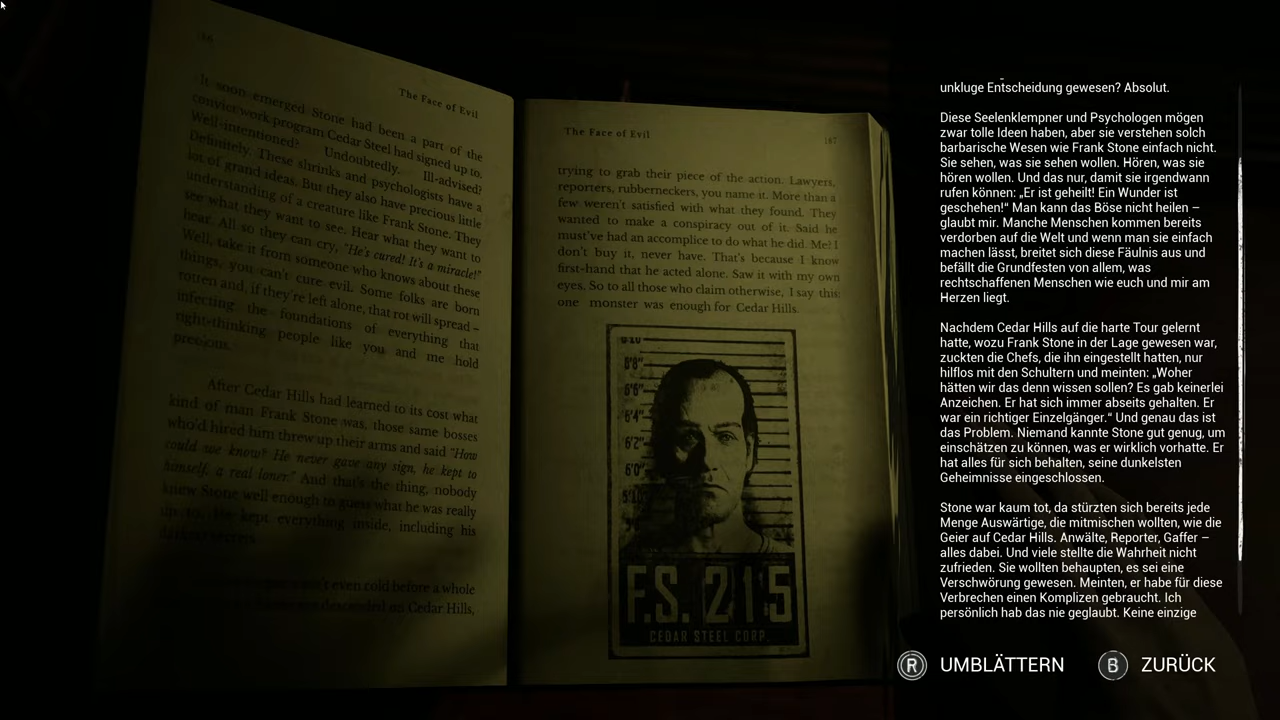 186
The Face of Evil
It soon emerged Stone had been a part of the
convict work program Cedar Steel had signed up to.
Well-intentioned? Undoubtedly. Ill-advised?
Definitely. These shrinks and psychologists have a
lot of grand ideas. But they also have precious little
understanding of a creature like Frank Stone. They
see what they want to see. Hear what they want to
hear. All so they can cry, "He's cured! It's a miracle!"
Well, take it from someone who knows about these
things, you can't cure evil. Some folks are born
rotten and, if they're left alone, that rot will spread –
infecting the foundations of everything that
right-thinking people like you and me hold
precious.
After Cedar Hills had learned to its cost what
kind of man Frank Stone was, those same bosses
who'd hired him threw up their arms and said "How
could we know? He never gave any sign, he kept to
himself, a real loner." And that's the thing, nobody
knew Stone well enough to guess what he was really
up to. He kept everything inside, including his
darkest secrets.
even cold before a whole
descended on Cedar Hills,
The Face of Evil
187
trying to grab their piece of the action. Lawyers,
reporters, rubberneckers, you name it. More than a
few weren't satisfied with what they found. They
wanted to make a conspiracy out of it. Said he
must've had an accomplice to do what he did. Me? I
don't buy it, never have. That's because I know
first-hand that he acted alone. Saw it with my own
eyes. So to all those who claim otherwise, I say this:
one monster was enough for Cedar Hills.
8'8"
6'6"
6'4"
6'2"
6'0"
5'10
F.S. 215
CEDAR STEEL CORP.
unkluge Entscheidung gewesen? Absolut.
Diese Seelenklempner und Psychologen mögen
zwar tolle Ideen haben, aber sie verstehen solch
barbarische Wesen wie Frank Stone einfach nicht.
Sie sehen, was sie sehen wollen. Hören, was sie
hören wollen. Und das nur, damit sie irgendwann
rufen können: „Er ist geheilt! Ein Wunder ist
geschehen!“ Man kann das Böse nicht heilen –
glaubt mir. Manche Menschen kommen bereits
verdorben auf die Welt und wenn man sie einfach
machen lässt, breitet sich diese Fäulnis aus und
befällt die Grundfesten von allem, was
rechtschaffenen Menschen wie euch und mir am
Herzen liegt.
Nachdem Cedar Hills auf die harte Tour gelernt
hatte, wozu Frank Stone in der Lage gewesen war,
zuckten die Chefs, die ihn eingestellt hatten, nur
hilflos mit den Schultern und meinten: „Woher
hätten wir das denn wissen sollen? Es gab keinerlei
Anzeichen. Er hat sich immer abseits gehalten. Er
war ein richtiger Einzelgänger.“ Und genau das ist
das Problem. Niemand kannte Stone gut genug, um
einschätzen zu können, was er wirklich vorhatte. Er
hat alles für sich behalten, seine dunkelsten
Geheimnisse eingeschlossen.
Stone war kaum tot, da stürzten sich bereits jede
Menge Auswärtige, die mitmischen wollten, wie die
Geier auf Cedar Hills. Anwälte, Reporter, Gaffer –
alles dabei. Und viele stellte die Wahrheit nicht
zufrieden. Sie wollten behaupten, es sei eine
Verschwörung gewesen. Meinten, er habe für diese
Verbrechen einen Komplizen gebraucht. Ich
persönlich hab das nie geglaubt. Keine einzige
R UMBLÄTTERN B ZURÜCK